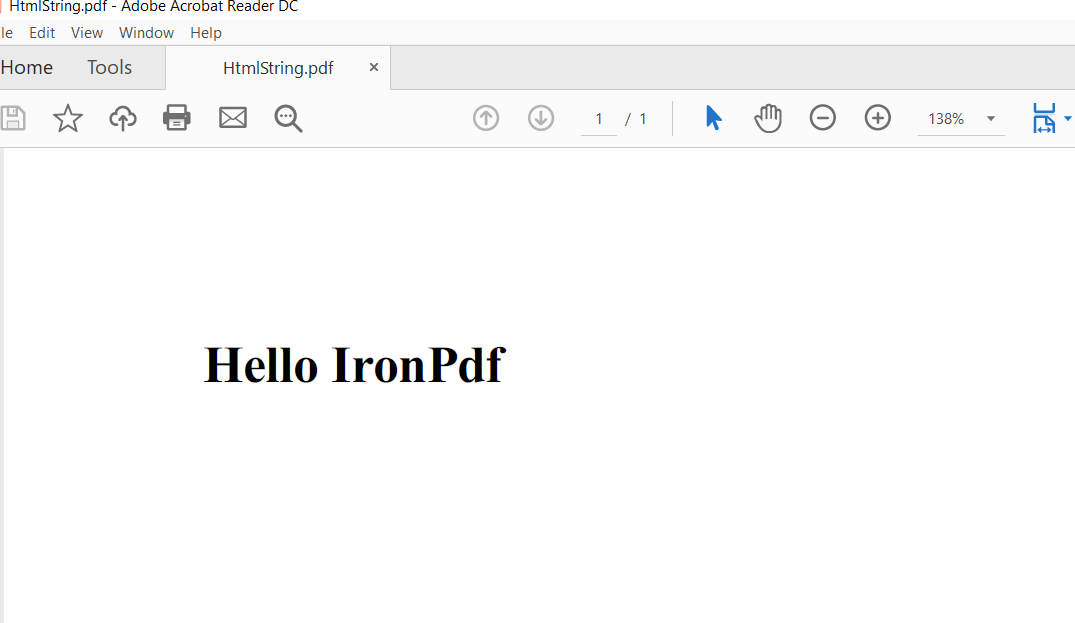 HtmlString.pdf - Adobe Acrobat Reader DC
le Edit View Window Help
Home Tools HtmlString.pdf ×
1 / 1 138%
Hello IronPdf